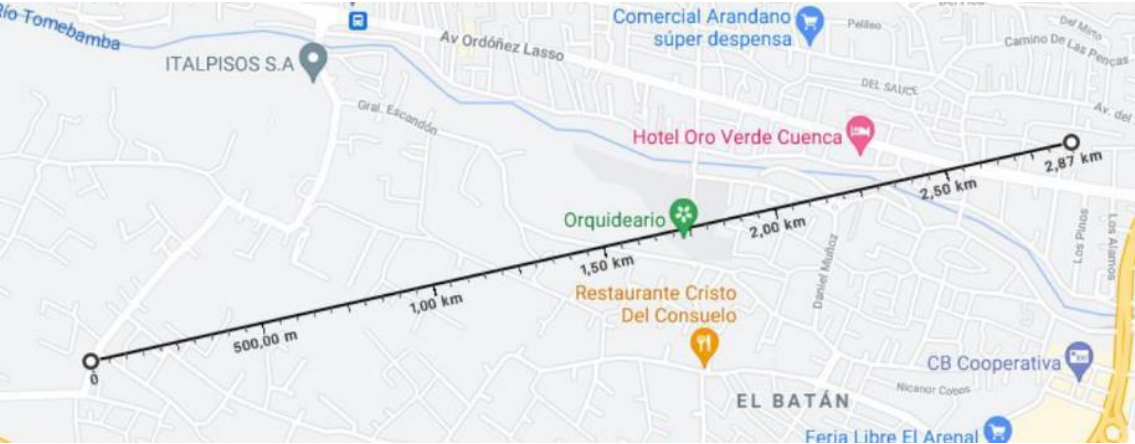 Río Tomebamba
ITALPISOS S.A
Av Ordóñez Lasso
Gral. Escandón
Comercial Arandano
súper despensa
Pelileo
Del Mirto
Camino De Las Pencas
DEL SAUCE
Av. del
Hotel Oro Verde Cuenca
2,87 km
2,50 km
Orquideario
2,00 km
1,50 km
Los Pinos
Los Alamos
Daniel Muñoz
Restaurante Cristo
Del Consuelo
1,00 km
500,00 m
0
CB Cooperativa
Nicanor Cobos
EL BATÁN
Feria Libre El Arenal